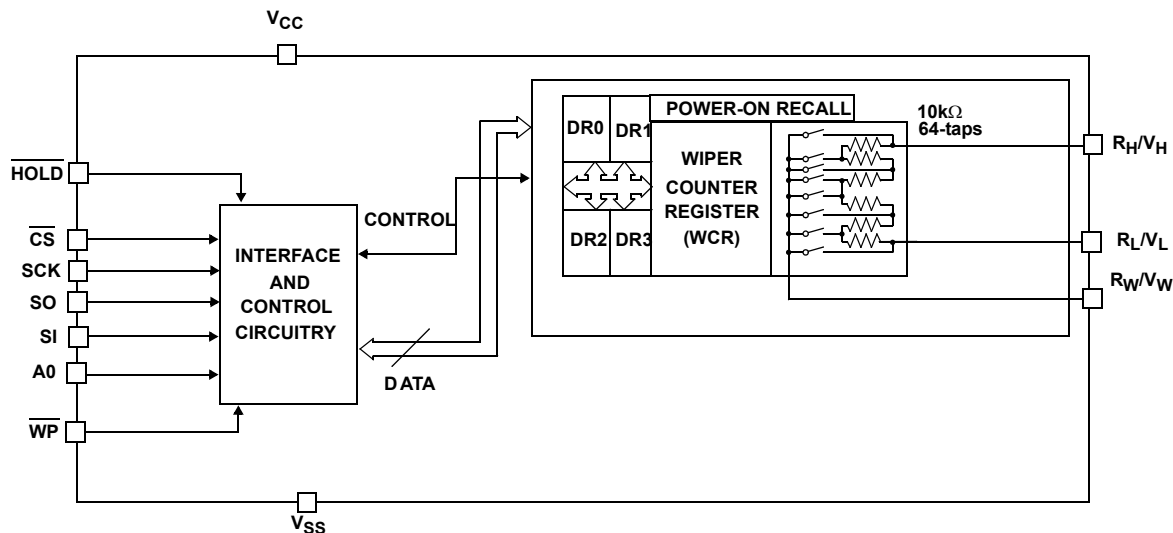 VCC
POWER-ON RECALL
DR0 DR1
10kΩ
64-taps
RH/VH
WIPER
COUNTER
REGISTER
(WCR)
HOLD
CONTROL
CS
SCK
SO
SI
A0
WP
INTERFACE
AND
CONTROL
CIRCUITRY
DR2 DR3
RL/VL
RW/VW
DATA
VSS